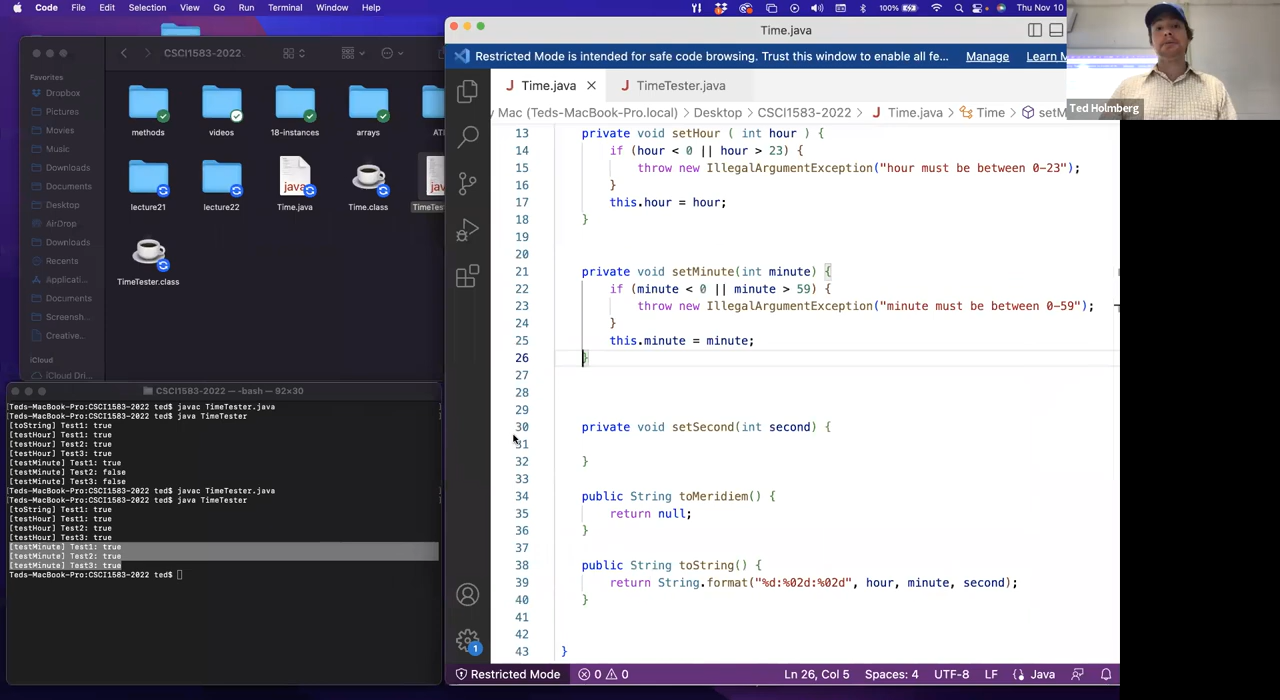 Code File Edit Selection View Go Run Terminal Window Help 100% Thu Nov 10
CSCI1583-2022
Favorites
Dropbox
Pictures
Movies
Music
Downloads
Documents
Desktop
AirDrop
Downloads
Recents
Applicati...
Documents
Screensh...
Creative...
iCloud
iCloud Dri...
methods
videos
18-instances
arrays
lecture21
lecture22
Time.java
Time.class
TimeTes
TimeTester.class
CSCI1583-2022 — -bash — 92×30
Teds-MacBook-Pro:CSCI1583-2022 ted$ javac TimeTester.java
Teds-MacBook-Pro:CSCI1583-2022 ted$ java TimeTester
[toString] Test1: true
[testHour] Test1: true
[testHour] Test2: true
[testHour] Test3: true
[testMinute] Test1: true
[testMinute] Test2: false
[testMinute] Test3: false
Teds-MacBook-Pro:CSCI1583-2022 ted$ javac TimeTester.java
Teds-MacBook-Pro:CSCI1583-2022 ted$ java TimeTester
[toString] Test1: true
[testHour] Test1: true
[testHour] Test2: true
[testHour] Test3: true
[testMinute] Test1: true
[testMinute] Test2: true
[testMinute] Test3: true
Teds-MacBook-Pro:CSCI1583-2022 ted$
Time.java
Restricted Mode is intended for safe code browsing. Trust this window to enable all fe... Manage Learn
Time.java TimeTester.java
Mac (Teds-MacBook-Pro.local) > Desktop > CSCI1583-2022 > Time.java > Time > setM
13 private void setHour ( int hour ) {
14 if (hour < 0 || hour > 23) {
15 throw new IllegalArgumentException("hour must be between 0-23");
16 }
17 this.hour = hour;
18 }
19
20
21 private void setMinute(int minute) {
22 if (minute < 0 || minute > 59) {
23 throw new IllegalArgumentException("minute must be between 0-59");
24 }
25 this.minute = minute;
26 }
27
28
29
30 private void setSecond(int second) {
31
32 }
33
34 public String toMeridiem() {
35 return null;
36 }
37
38 public String toString() {
39 return String.format("%d:%02d:%02d", hour, minute, second);
40 }
41
42
43 }
1
Restricted Mode 0 0 Ln 26, Col 5 Spaces: 4 UTF-8 LF Java
Ted Holmberg